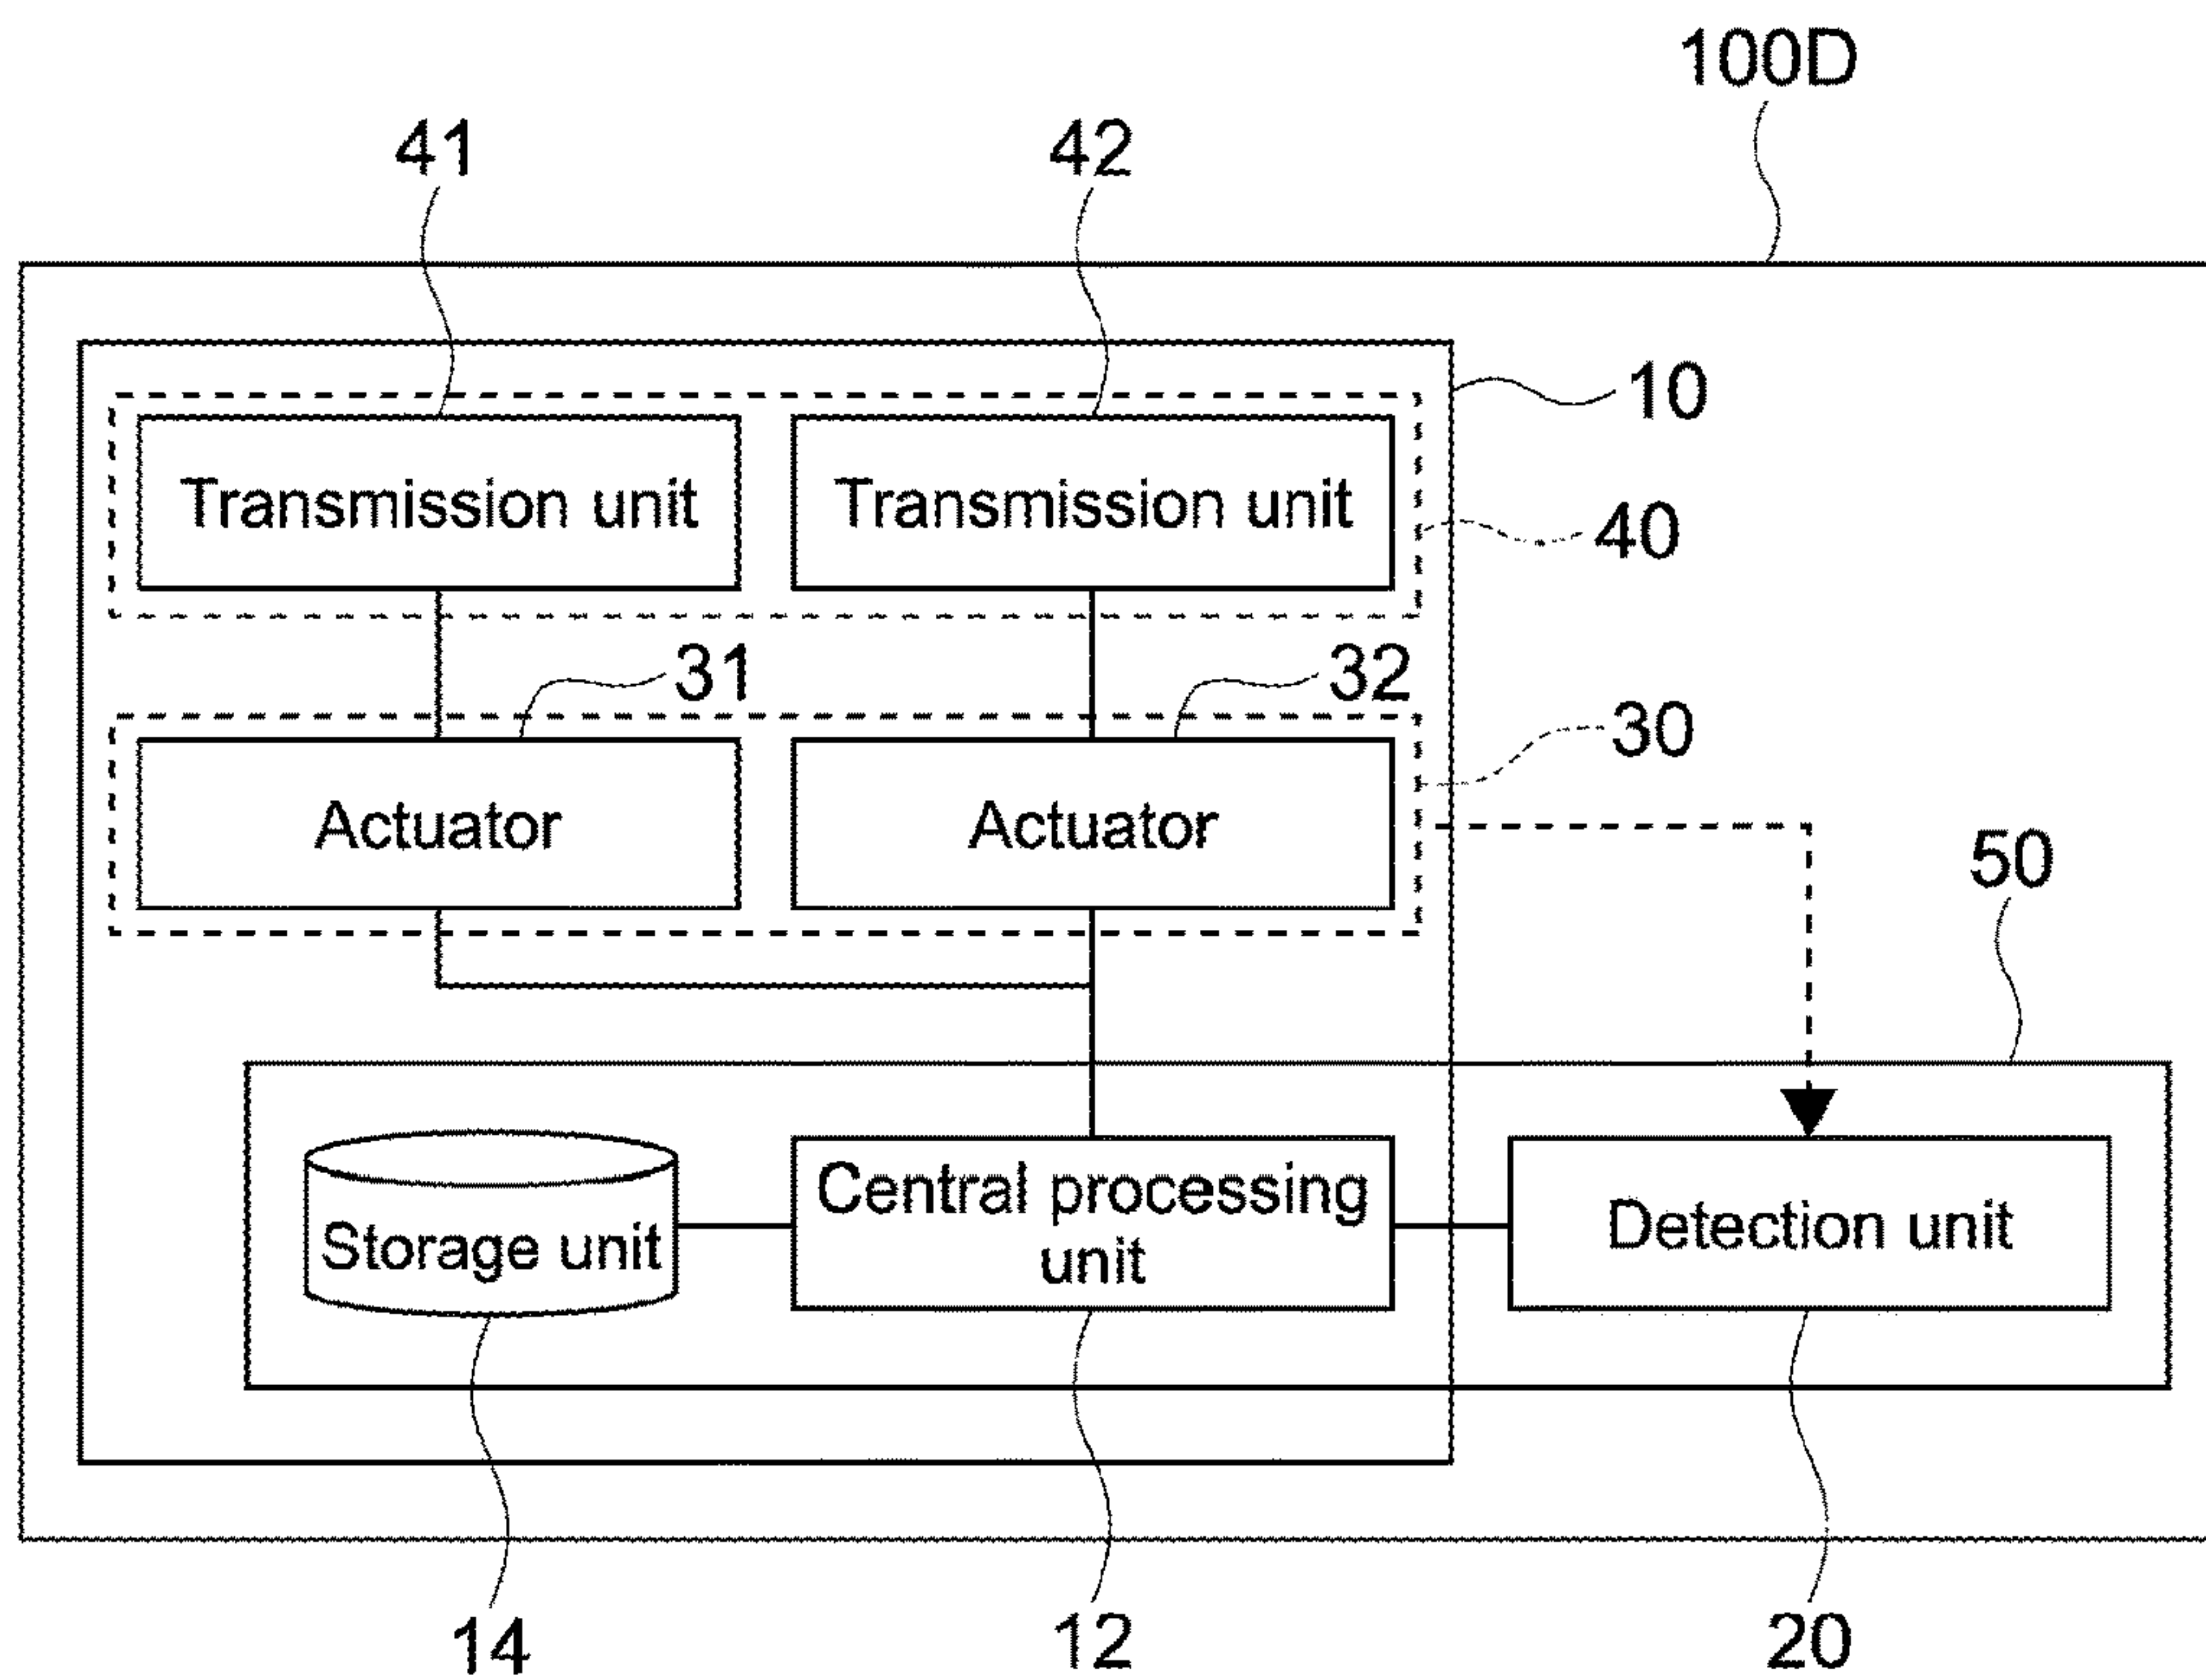 100D
41
42
10
Transmission unit
Transmission unit
40
31
32
30
Actuator
Actuator
50
Storage unit
Central processing
unit
Detection unit
14
12
20